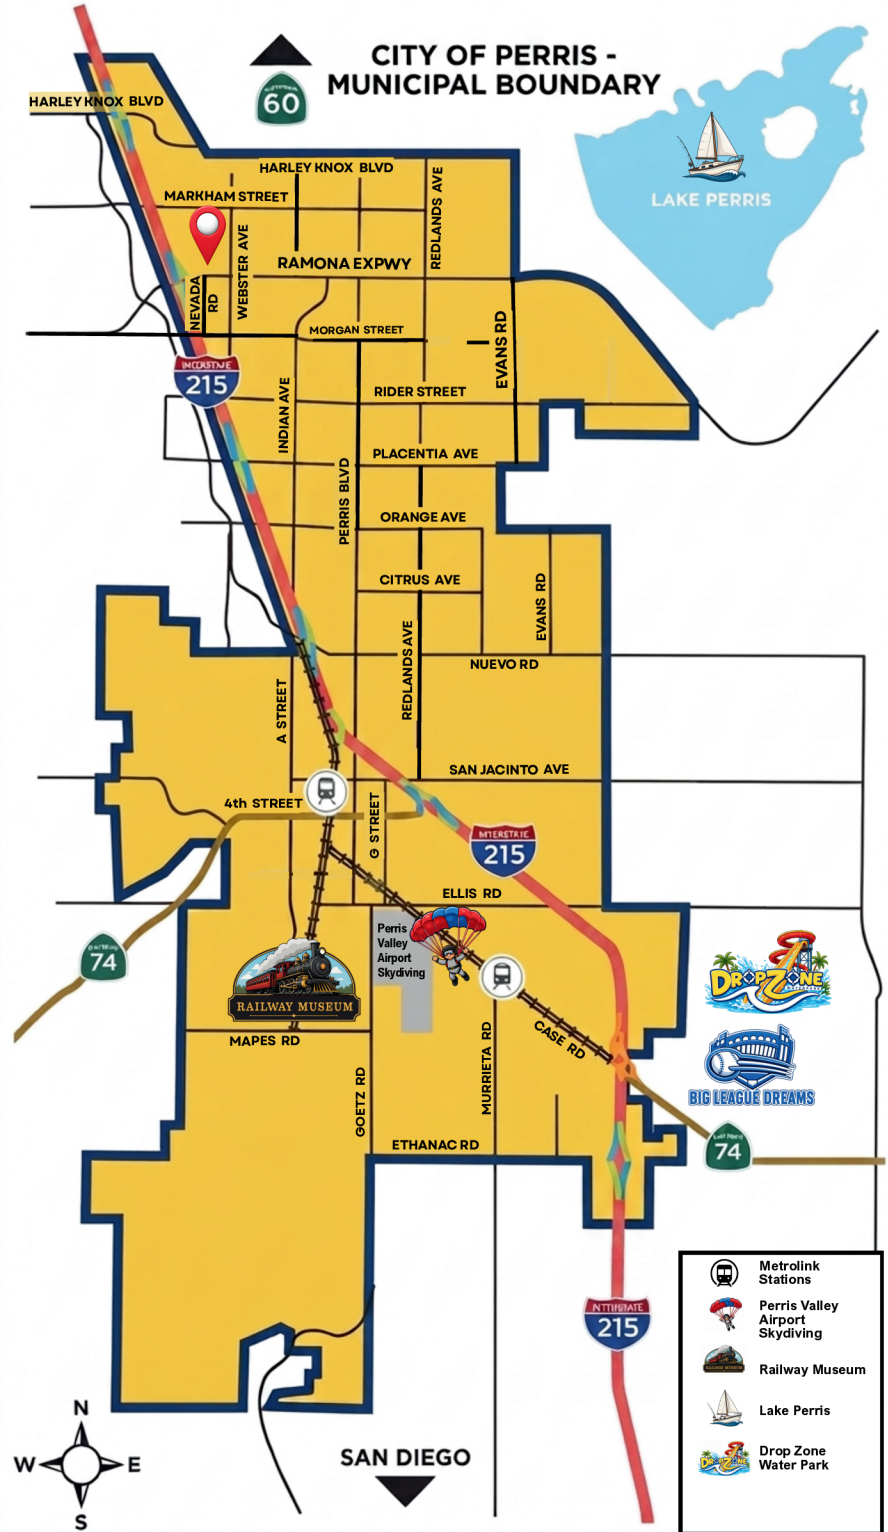 CITY OF PERRIS -
MUNICIPAL BOUNDARY
60
HARLEY KNOX BLVD
HARLEY KNOX BLVD
MARKHAM STREET
REDLANDS AVE
LAKE PERRIS
WEBSTER AVE
RAMONA EXPWY
NEVADA
RD
MORGAN STREET
EVANS RD
215
INDIAN AVE
RIDER STREET
PLACENTIA AVE
PERRIS BLVD
ORANGE AVE
CITRUS AVE
EVANS RD
REDLANDS AVE
NUEVO RD
A STREET
SAN JACINTO AVE
4th STREET
G STREET
INTERSTRIE
215
ELLIS RD
Perris
Valley
Airport
Skydiving
74
RAILWAY MUSEUM
DROPZONE
MAPES RD
MURRIETA RD
CASE RD
BIG LEAGUE DREAMS
GOETZ RD
ETHANAC RD
74
215
Metrolink
Stations
Perris Valley
Airport
Skydiving
Railway Museum
Lake Perris
DROPZONE
Drop Zone
Water Park
N
W
E
S
SAN DIEGO